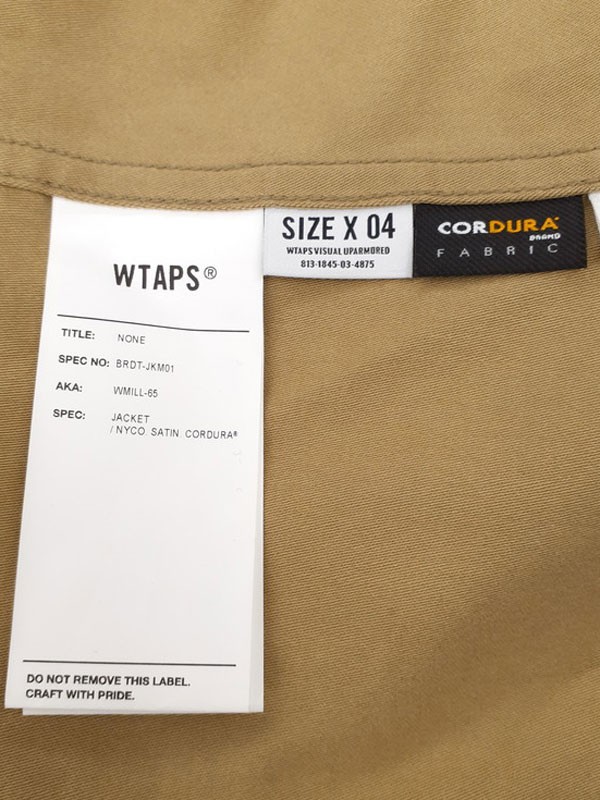 WTAPS®
TITLE: NONE
SPEC NO: BRDT-JKM01
AKA: WMILL-65
SPEC: JACKET
/ NYCO. SATIN. CORDURA®
DO NOT REMOVE THIS LABEL.
CRAFT WITH PRIDE.
SIZE X 04
WTAPS VISUAL UPARMORED
813-1845-03-4875
CORDURA®
BRAND
FABRIC